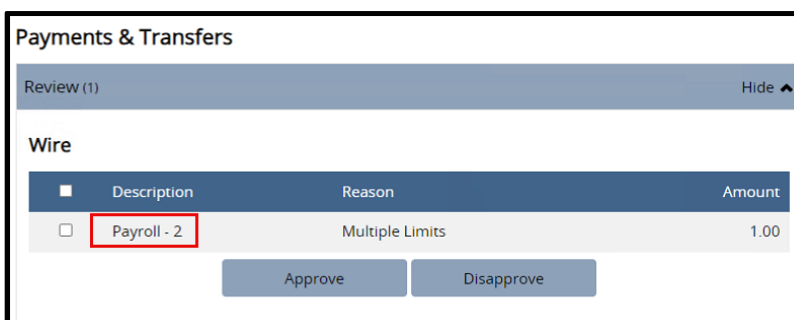 Payments & Transfers
Review (1) Hide
Wire
Description Reason Amount
Payroll - 2 Multiple Limits 1.00
Approve Disapprove